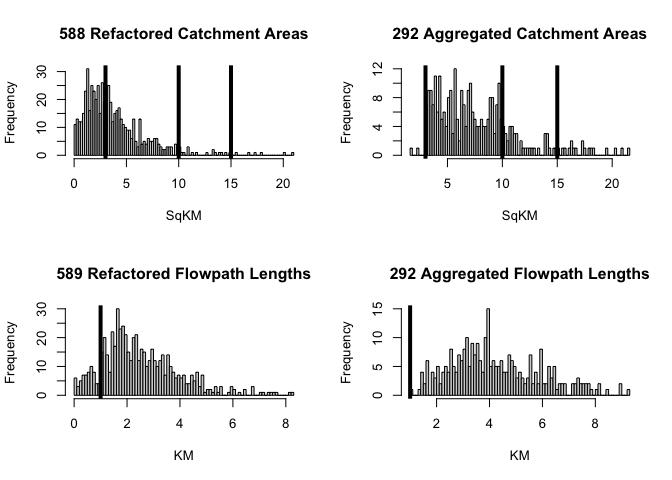 588 Refactored Catchment Areas
Frequency
0 10 20 30
0 5 10 15 20
SqKM
292 Aggregated Catchment Areas
Frequency
0 4 8 12
5 10 15 20
SqKM
589 Refactored Flowpath Lengths
Frequency
0 10 20 30
0 2 4 6 8
KM
292 Aggregated Flowpath Lengths
Frequency
0 5 10 15
2 4 6 8
KM